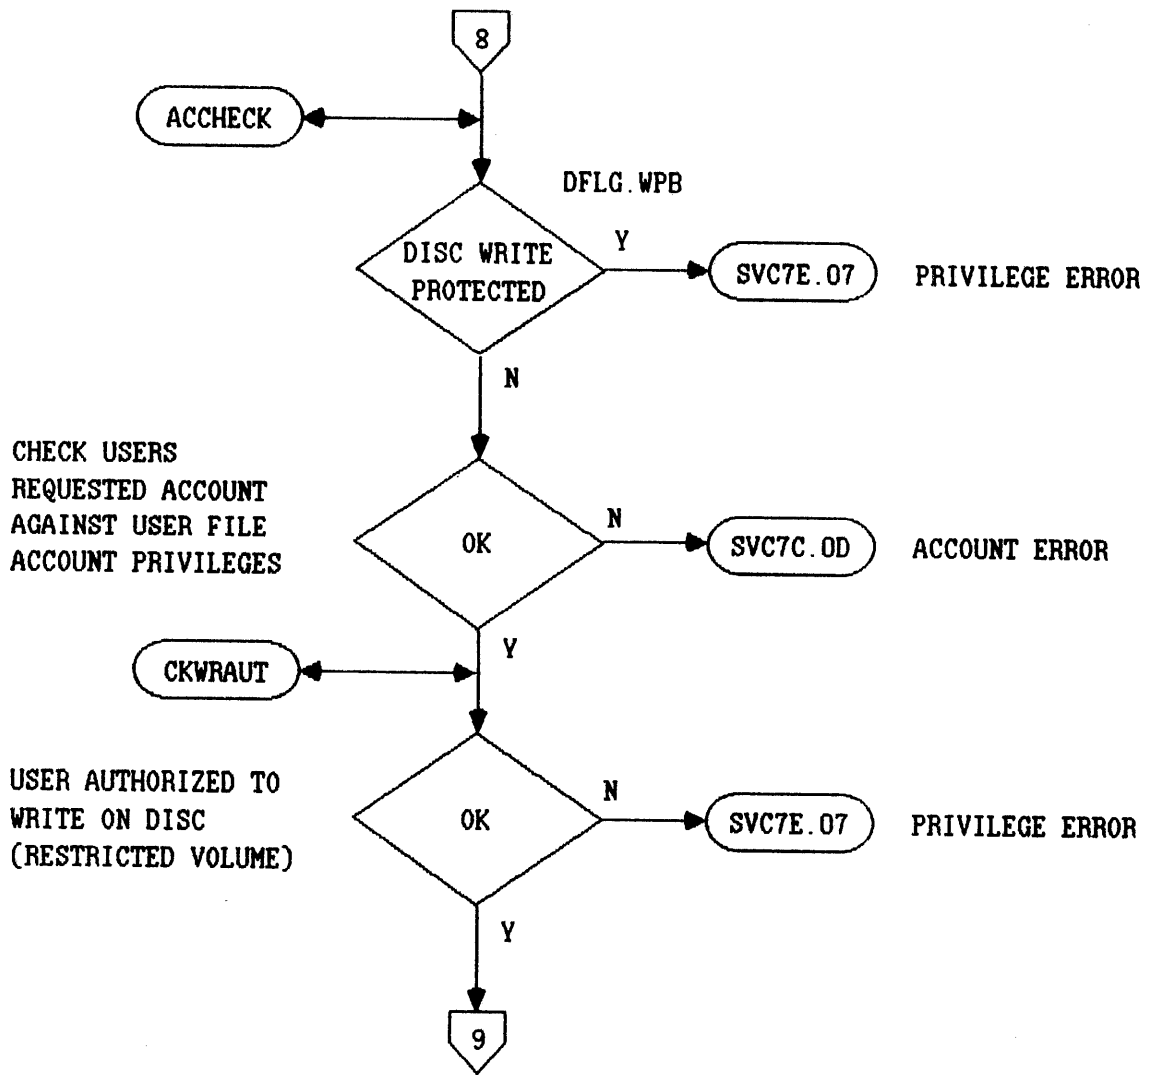 8
ACCHECK
DFLG.WPB
DISC WRITE
PROTECTED
Y
SVC7E.07
PRIVILEGE ERROR
N
CHECK USERS
REQUESTED ACCOUNT
AGAINST USER FILE
ACCOUNT PRIVILEGES
OK
N
SVC7C.0D
ACCOUNT ERROR
Y
CKWRAUT
USER AUTHORIZED TO
WRITE ON DISC
(RESTRICTED VOLUME)
OK
N
SVC7E.07
PRIVILEGE ERROR
Y
9